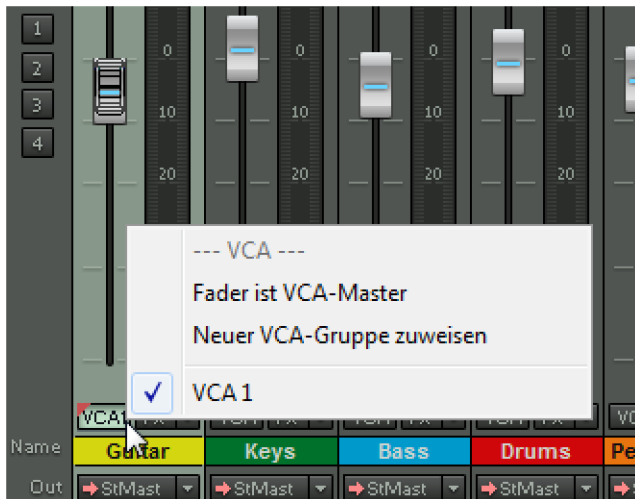 1
2
3
4
0 0 0 0
10 10 10 10
20 20 20 20
--- VCA ---
Fader ist VCA-Master
Neuer VCA-Gruppe zuweisen
VCA 1
VCA1
Name Guitar Keys Bass Drums Pe
Out StMast StMast StMast StMast